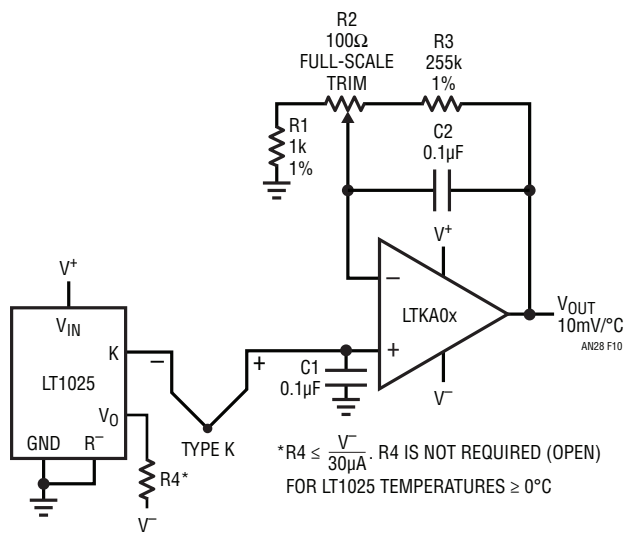 R2
100Ω
FULL-SCALE
TRIM
R3
255k
1%
R1
1k
1%
C2
0.1µF
V+
−
LTKA0x
+
V−
VOUT
10mV/°C
AN28 F10
V+
VIN
K
LT1025
VO
GND
R−
−
+
TYPE K
C1
0.1µF
R4*
V−
*R4 ≤ V−/30µA. R4 IS NOT REQUIRED (OPEN)
FOR LT1025 TEMPERATURES ≥ 0°C